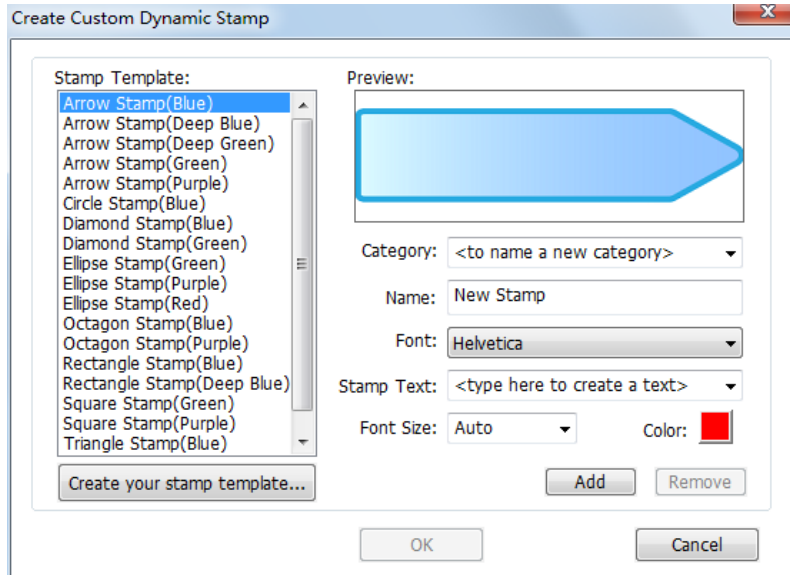 Create Custom Dynamic Stamp
Stamp Template:
Arrow Stamp(Blue)
Arrow Stamp(Deep Blue)
Arrow Stamp(Deep Green)
Arrow Stamp(Green)
Arrow Stamp(Purple)
Circle Stamp(Blue)
Diamond Stamp(Blue)
Diamond Stamp(Green)
Ellipse Stamp(Green)
Ellipse Stamp(Purple)
Ellipse Stamp(Red)
Octagon Stamp(Blue)
Octagon Stamp(Purple)
Rectangle Stamp(Blue)
Rectangle Stamp(Deep Blue)
Square Stamp(Green)
Square Stamp(Purple)
Triangle Stamp(Blue)
Create your stamp template...
Preview:
Category: <to name a new category>
Name: New Stamp
Font: Helvetica
Stamp Text: <type here to create a text>
Font Size: Auto Color:
Add Remove
OK Cancel